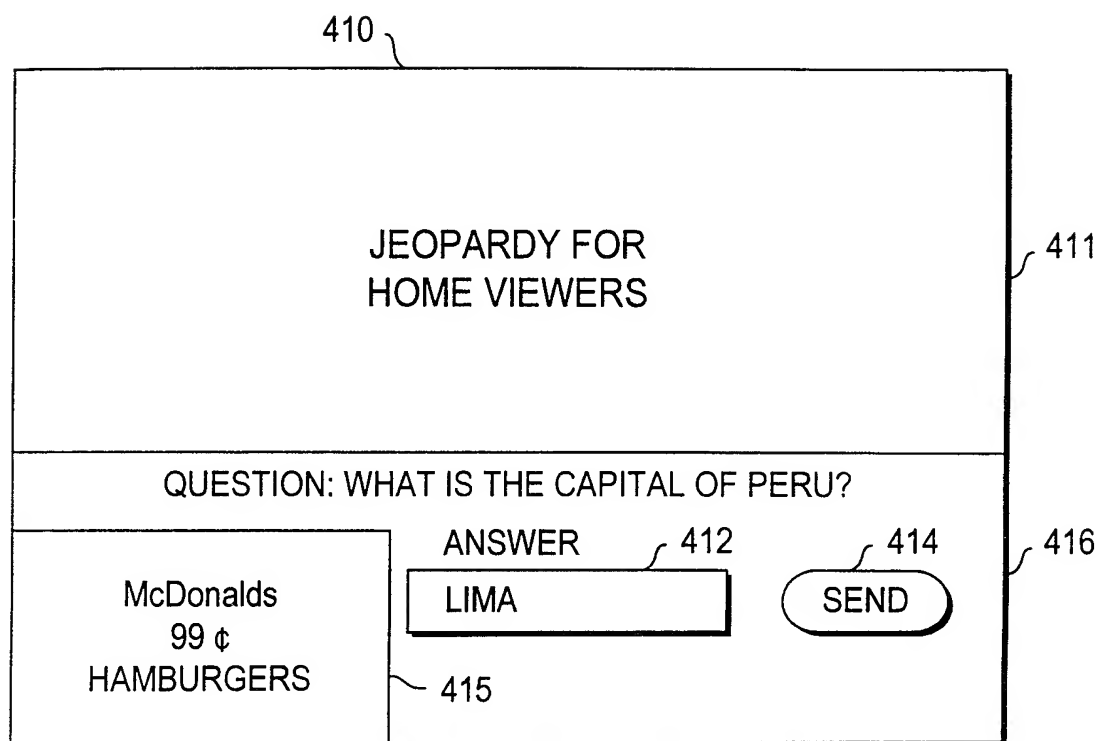 410
JEOPARDY FOR
HOME VIEWERS
411
QUESTION: WHAT IS THE CAPITAL OF PERU?
ANSWER
412
414
416
LIMA
SEND
McDonalds
99 ¢
HAMBURGERS
415